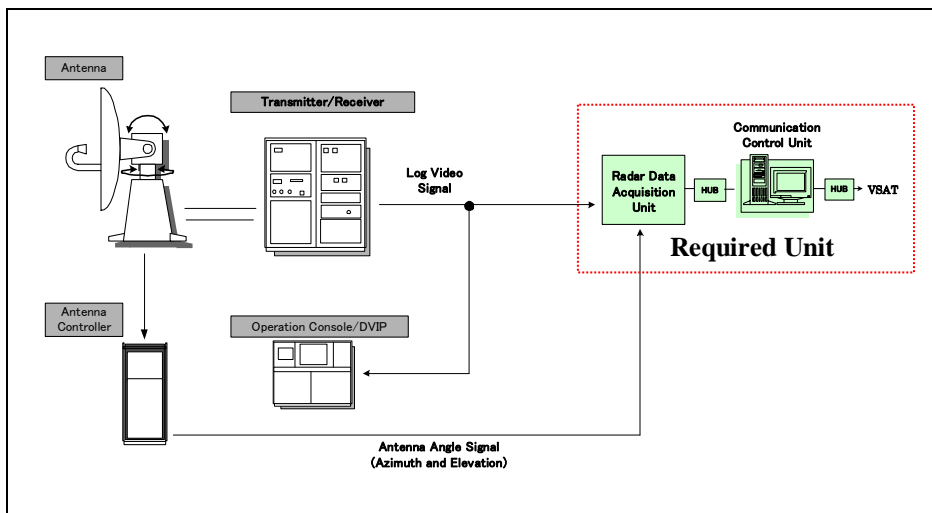 Antenna
Transmitter/Receiver
Communication
Control Unit
Log Video
Signal
Radar Data
Acquisition
Unit
HUB
HUB
VSAT
Required Unit
Antenna
Controller
Operation Console/DVIP
Antenna Angle Signal
(Azimuth and Elevation)